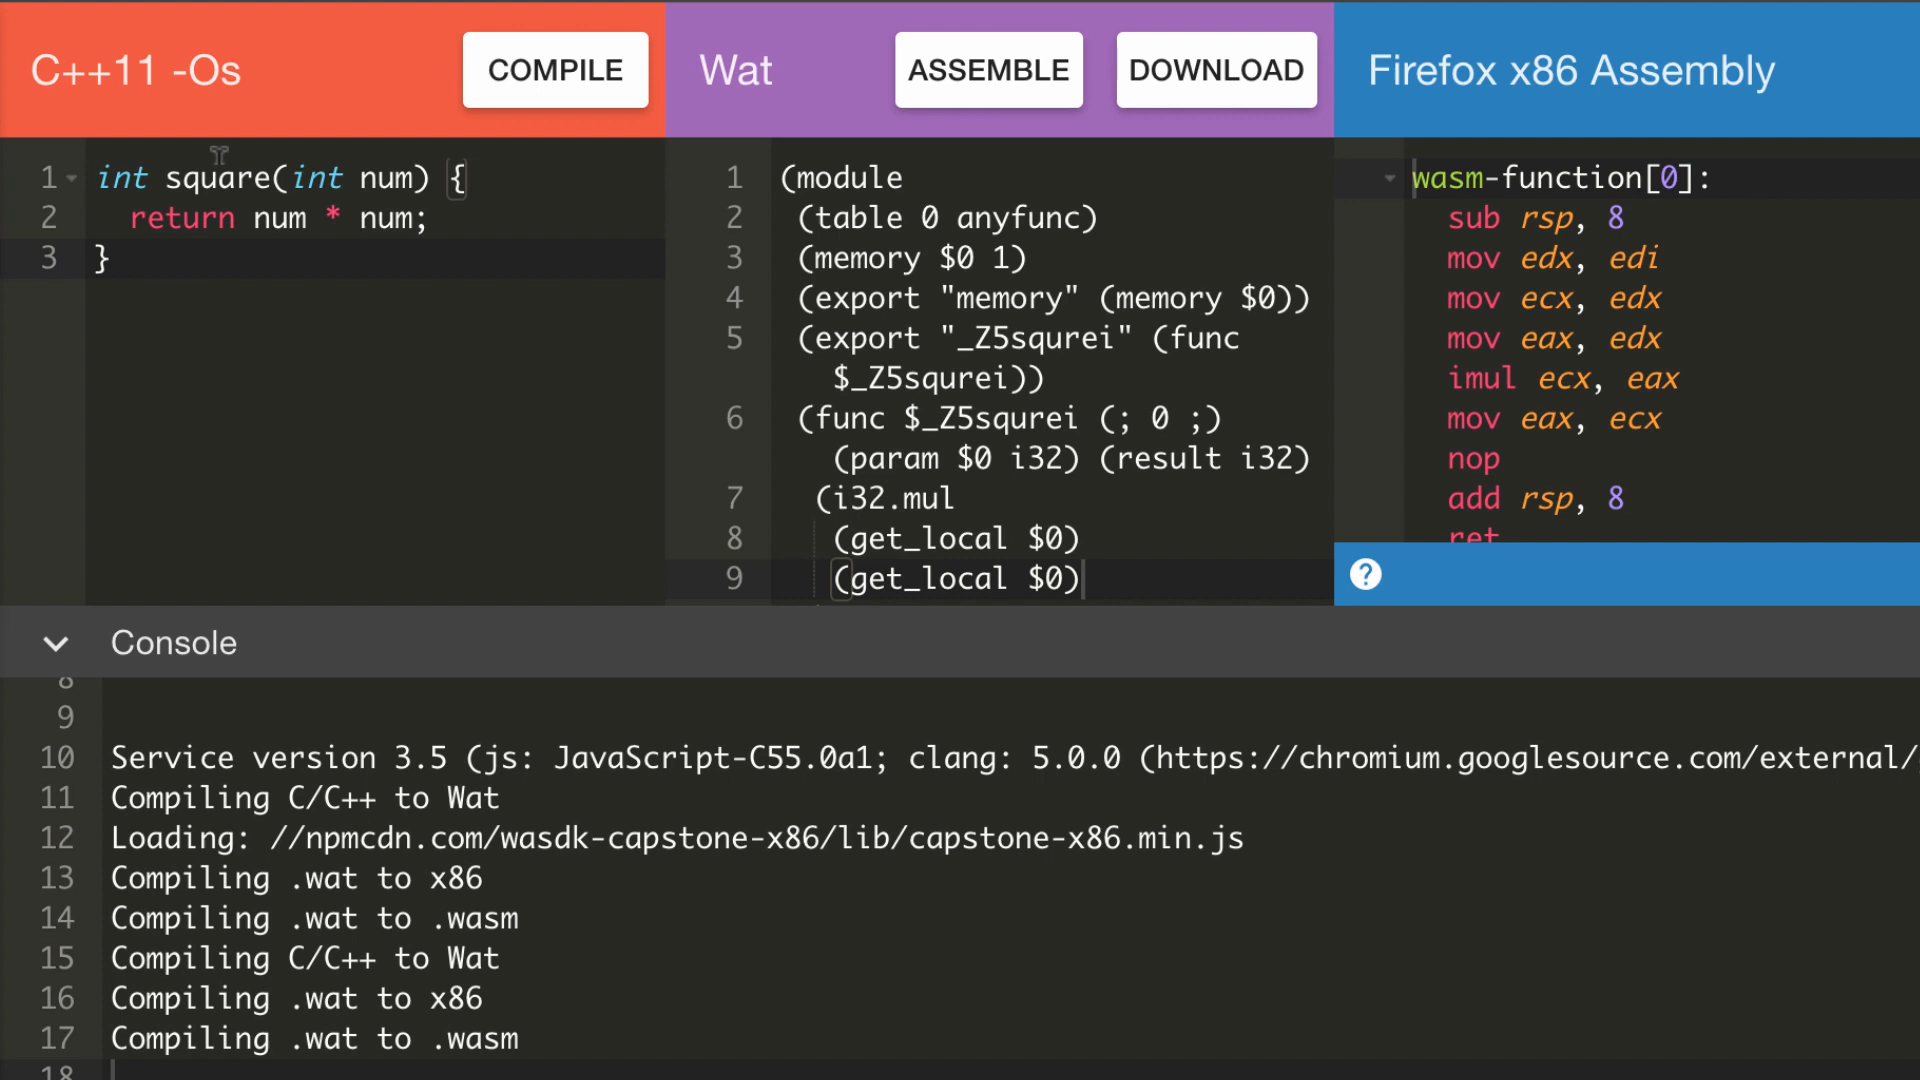 C++11 -Os
COMPILE
Wat
ASSEMBLE
DOWNLOAD
Firefox x86 Assembly
1 int square(int num) {
2 return num * num;
3 }
1 (module
2 (table 0 anyfunc)
3 (memory $0 1)
4 (export "memory" (memory $0))
5 (export "_Z5squrei" (func
$_Z5squrei))
6 (func $_Z5squrei (; 0 ;)
(param $0 i32) (result i32)
7 (i32.mul
8 (get_local $0)
9 (get_local $0)
wasm-function[0]:
sub rsp, 8
mov edx, edi
mov ecx, edx
mov eax, edx
imul ecx, eax
mov eax, ecx
nop
add rsp, 8
ret
?
Console
8
9
10 Service version 3.5 (js: JavaScript-C55.0a1; clang: 5.0.0 (https://chromium.googlesource.com/external/
11 Compiling C/C++ to Wat
12 Loading: //npmcdn.com/wasdk-capstone-x86/lib/capstone-x86.min.js
13 Compiling .wat to x86
14 Compiling .wat to .wasm
15 Compiling C/C++ to Wat
16 Compiling .wat to x86
17 Compiling .wat to .wasm
18